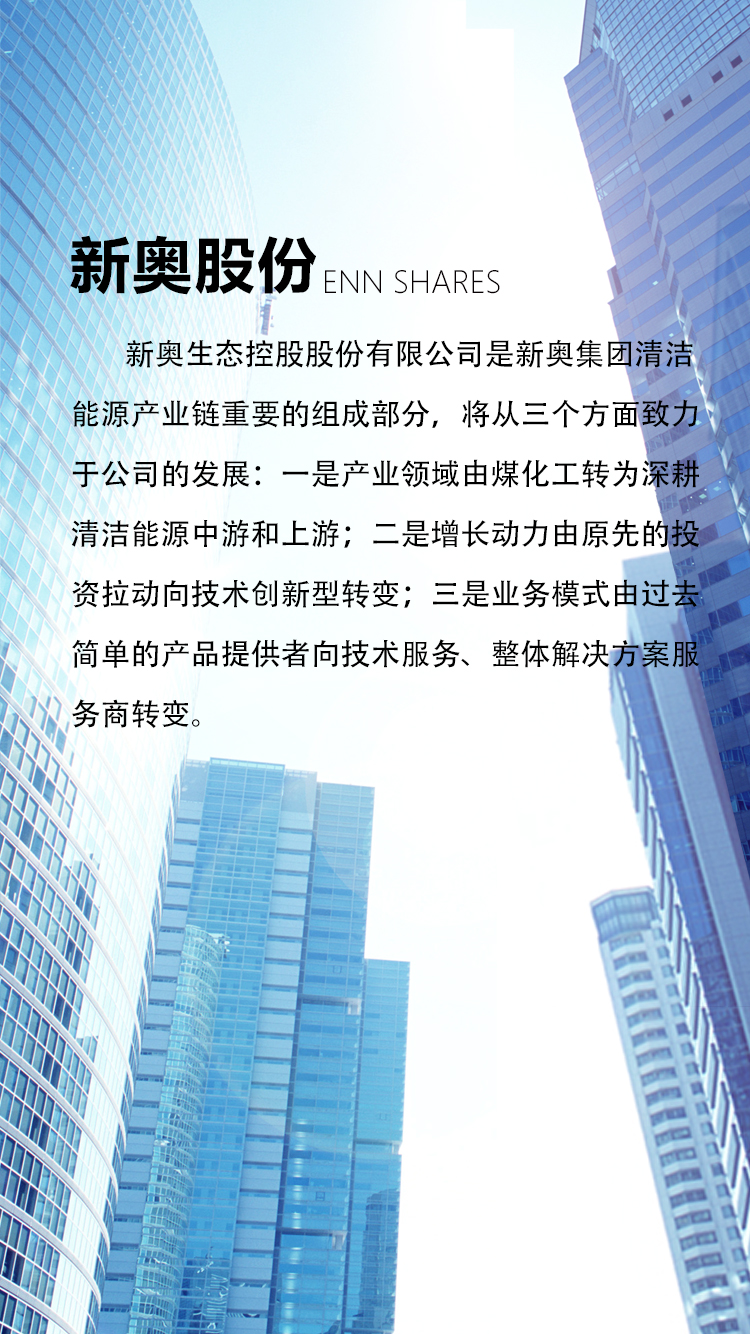 新奥股份 ENN SHARES
新奥生态控股股份有限公司是新奥集团清洁
能源产业链重要的组成部分，将从三个方面致力
于公司的发展：一是产业领域由煤化工转为深耕
清洁能源中游和上游；二是增长动力由原先的投
资拉动向技术创新型转变；三是业务模式由过去
简单的产品提供者向技术服务、整体解决方案服
务商转变。